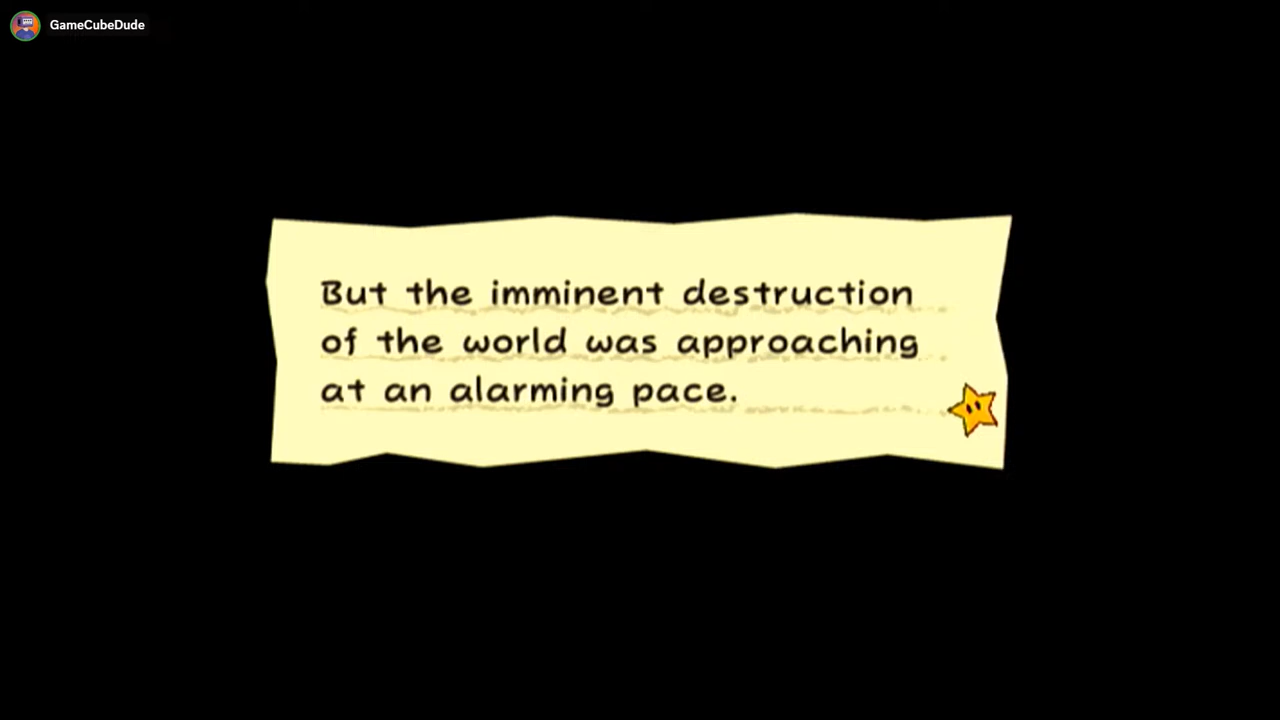 GameCubeDude
But the imminent destruction
of the world was approaching
at an alarming pace.